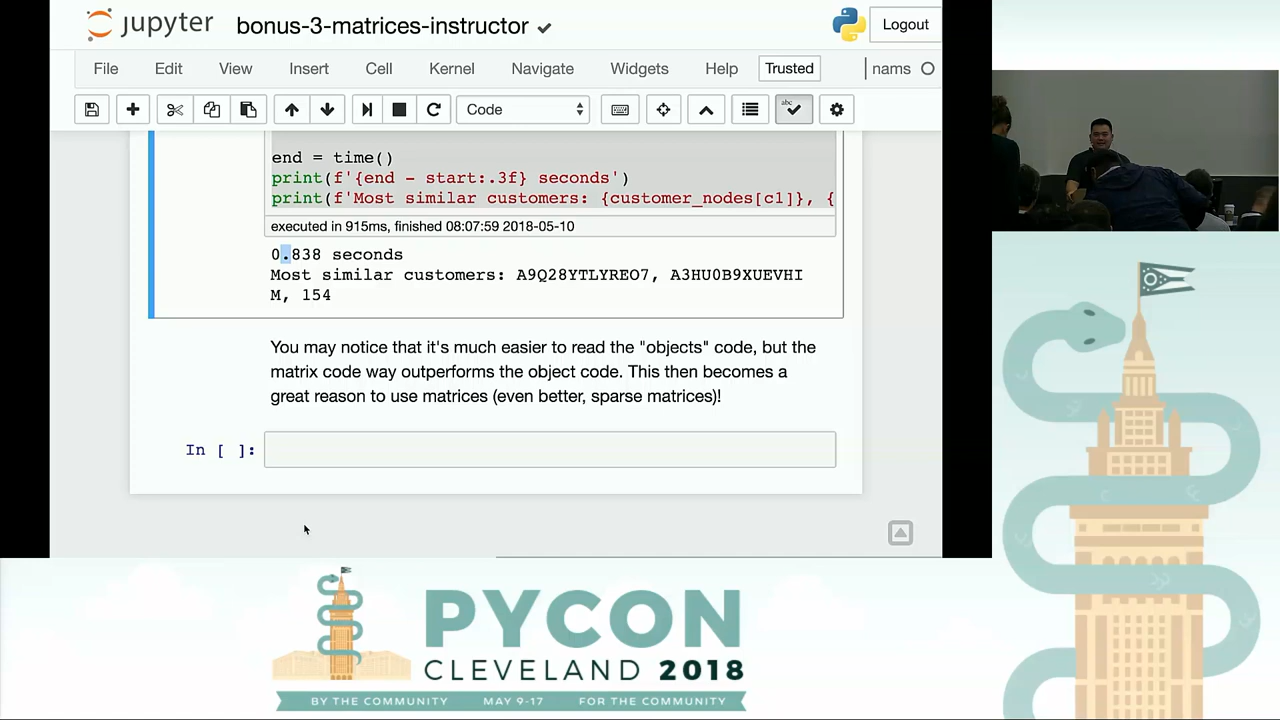 jupyter bonus-3-matrices-instructor Logout
File Edit View Insert Cell Kernel Navigate Widgets Help Trusted nams
Code abc
end = time()
print(f'{end - start:.3f} seconds')
print(f'Most similar customers: {customer_nodes[c1]}, {
executed in 915ms, finished 08:07:59 2018-05-10
0.838 seconds
Most similar customers: A9Q28YTLYREO7, A3HU0B9XUEVHI
M, 154
You may notice that it's much easier to read the "objects" code, but the
matrix code way outperforms the object code. This then becomes a
great reason to use matrices (even better, sparse matrices)!
In [ ]:
PYCON
CLEVELAND 2018
BY THE COMMUNITY MAY 9-17 FOR THE COMMUNITY